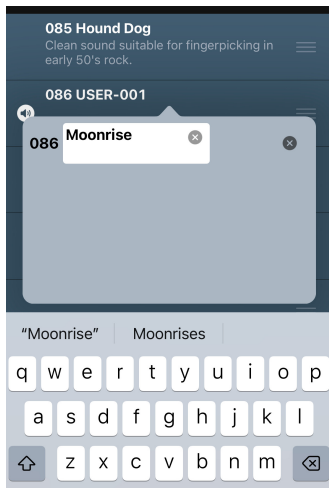 085 Hound Dog
Clean sound suitable for fingerpicking in
early 50's rock.
086 USER-001
086 Moonrise
“Moonrise” Moonrises
q w e r t y u i o p
a s d f g h j k l
z x c v b n m